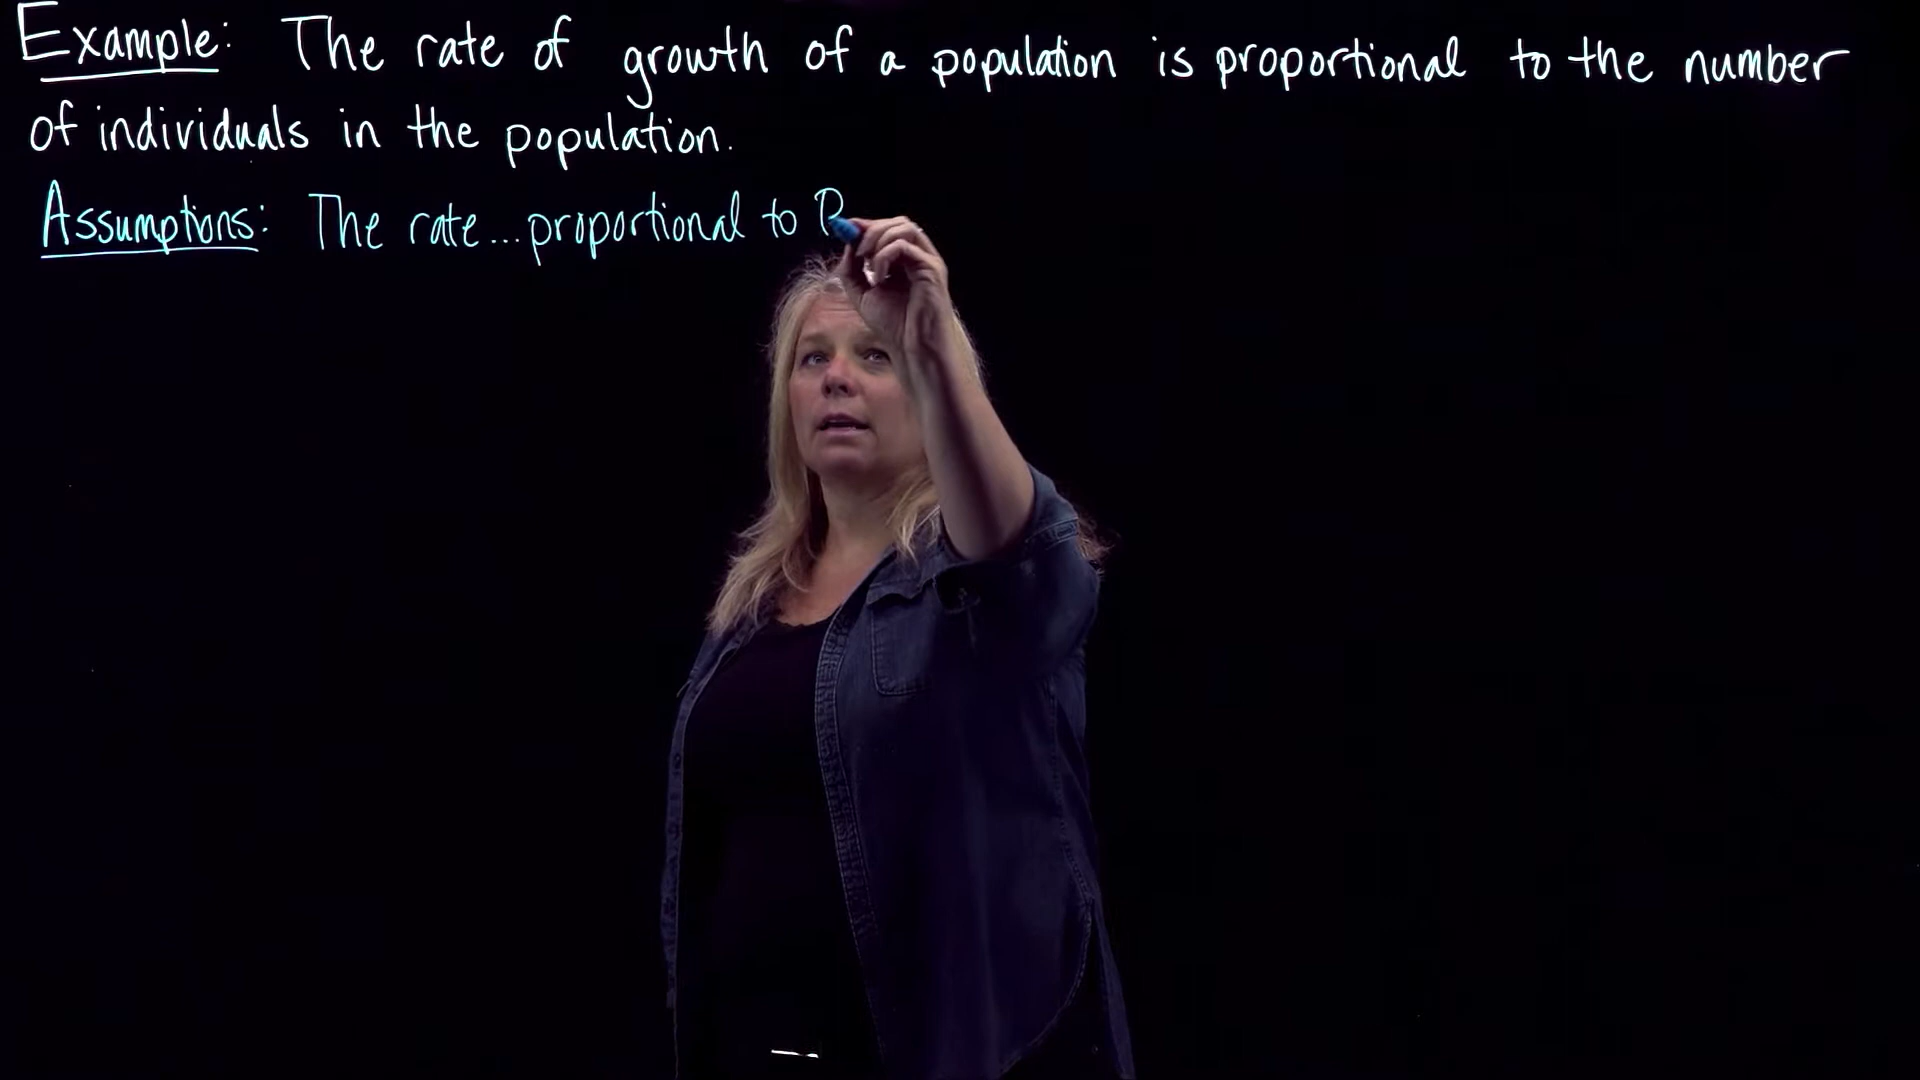 Example: The rate of growth of a population is proportional to the number
of individuals in the population.
Assumptions: The rate...proportional to P